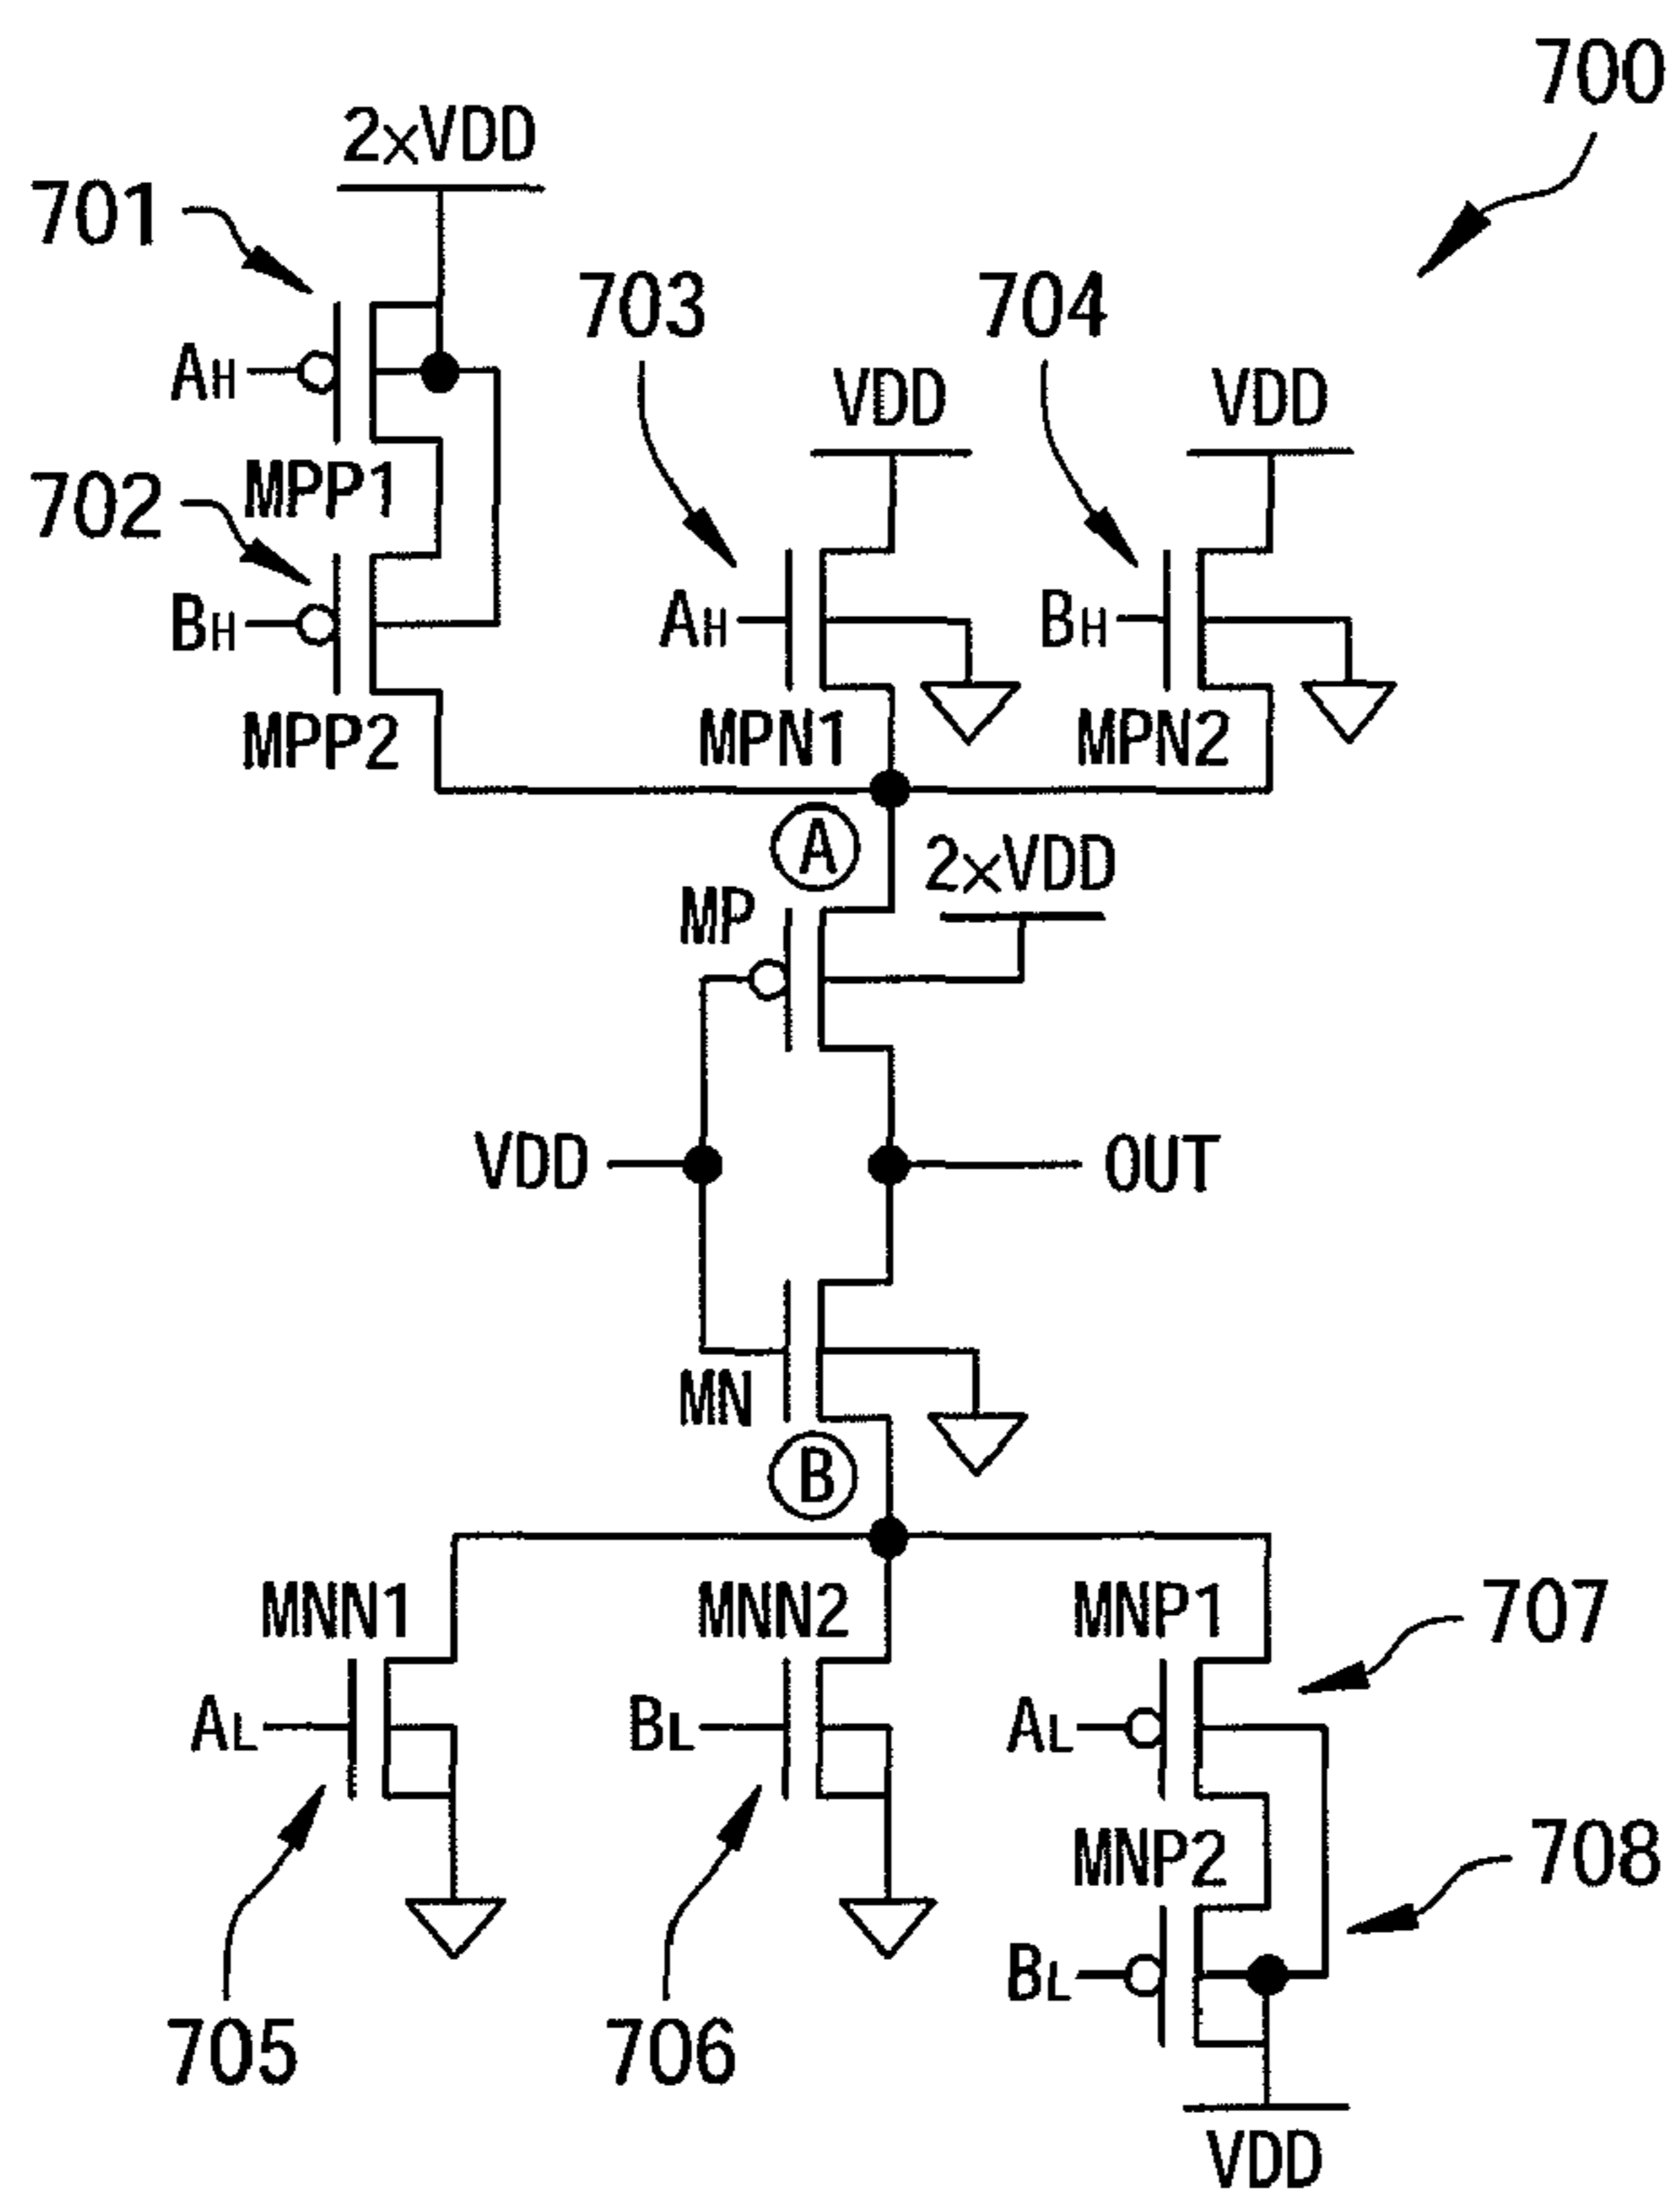 700
2xVDD
701
703
704
AH
VDD
VDD
MPP1
702
BH
AH
BH
MPP2
MPN1
MPN2
A
2xVDD
MP
VDD
OUT
MN
B
MNN1
MNN2
MNP1
707
AL
BL
AL
MNP2
708
BL
705
706
VDD